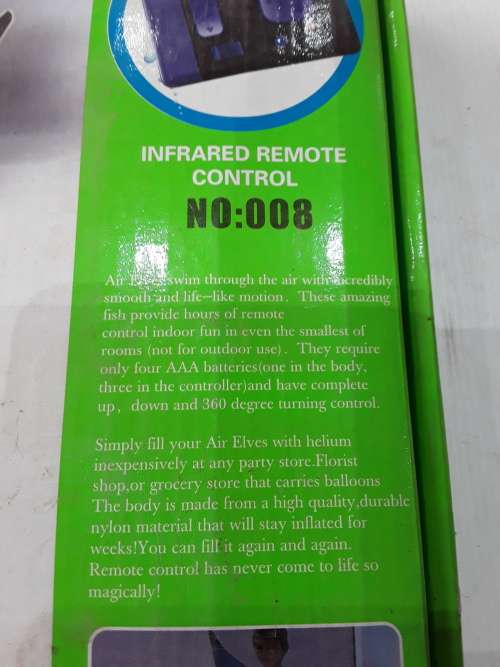 INFRARED REMOTE
CONTROL
NO:008
Air Elves swim through the air with incredibly
smooth and life-like motion. These amazing
fish provide hours of remote
control indoor fun in even the smallest of
rooms (not for outdoor use). They require
only four AAA batteries(one in the body,
three in the controller)and have complete
up, down and 360 degree turning control.
Simply fill your Air Elves with helium
inexpensively at any party store.Florist
shop,or grocery store that carries balloons
The body is made from a high quality,durable
nylon material that will stay inflated for
weeks!You can fill it again and again.
Remote control has never come to life so
magically!